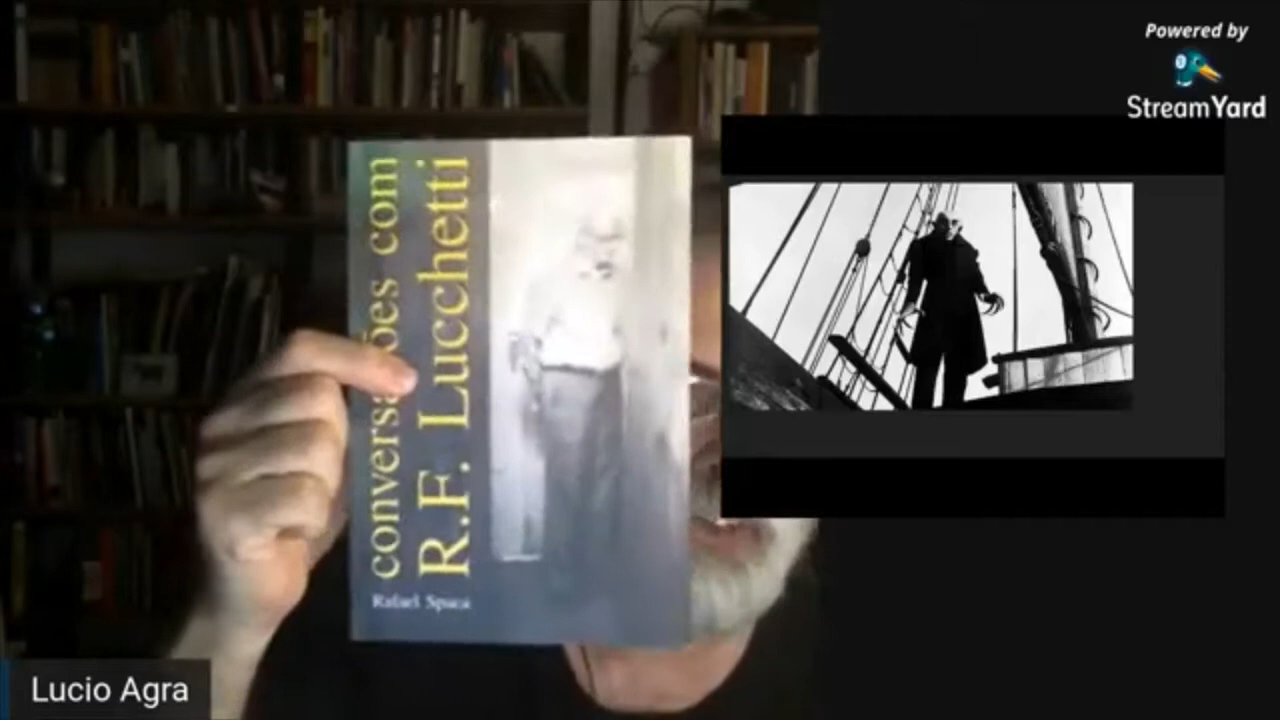 Powered by
StreamYard
conversações com
R.F. Lucchetti
Rafael Spaca
Lucio Agra